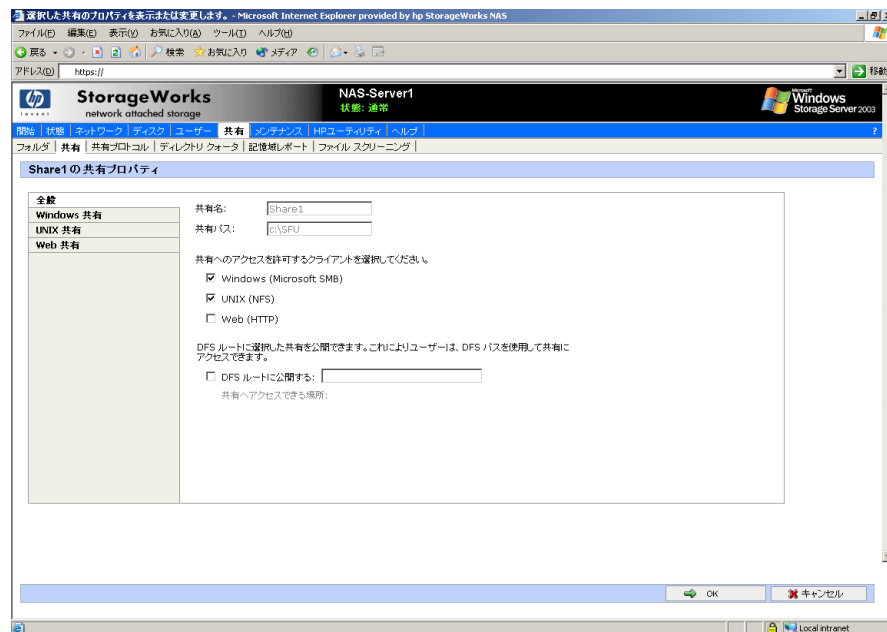 選択した共有のプロパティを表示または変更します。 - Microsoft Internet Explorer provided by hp StorageWorks NAS
ファイル(F) 編集(E) 表示(V) お気に入り(A) ツール(T) ヘルプ(H)
戻る 検索 お気に入り メディア
アドレス(D) https:// 移動
hp invent StorageWorks NAS-Server1 Microsoft Windows
network attached storage 状態: 通常 Storage Server 2003
開始 状態 ネットワーク ディスク ユーザー 共有 メンテナンス HPユーティリティ ヘルプ ?
フォルダ 共有 共有プロトコル ディレクトリ クォータ 記憶域レポート ファイル スクリーニング
Share1 の 共有プロパティ
全般
Windows 共有
UNIX 共有
Web 共有
共有名: Share1
共有パス: c:\SFU
共有へのアクセスを許可するクライアントを選択してください。
Windows (Microsoft SMB)
UNIX (NFS)
Web (HTTP)
DFS ルートに選択した共有を公開できます。これによりユーザーは、DFS パスを使用して共有に
アクセスできます。
DFS ルートに公開する:
共有へアクセスできる場所:
OK キャンセル
Local intranet